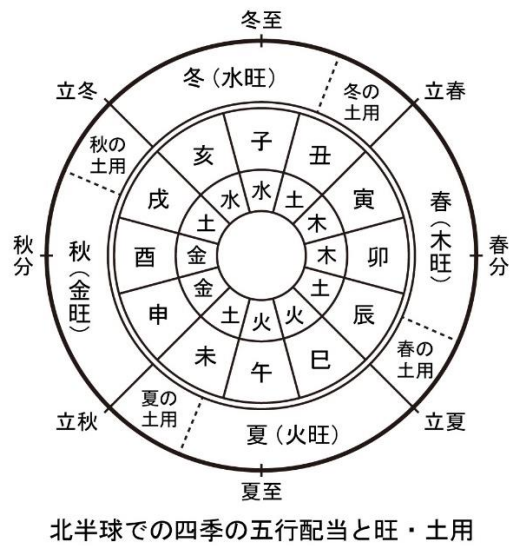 冬至
立春
春分
立夏
夏至
立秋
秋分
立冬
冬(水旺)
冬の
土用
春(木旺)
春の
土用
夏(火旺)
夏の
土用
秋(金旺)
秋の
土用
子
丑
寅
卯
辰
巳
午
未
申
酉
戌
亥
水
土
木
木
土
火
火
土
金
金
土
水
北半球での四季の五行配当と旺・土用